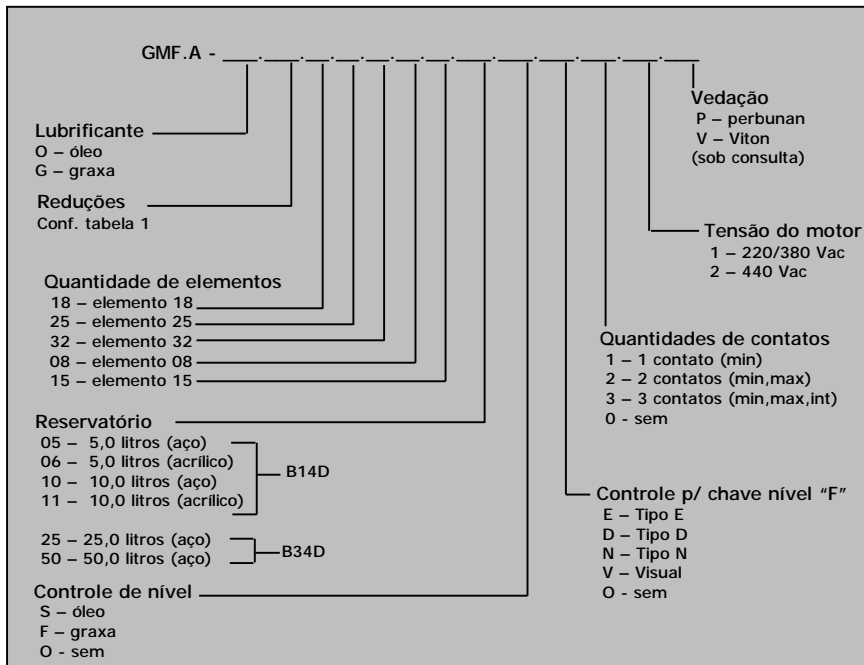 GMF.A - ___.___.___.___.___.___.___.___.___.___.___.___.___
Vedação
P – perbunan
V – Viton
(sob consulta)
Lubrificante
O – óleo
G – graxa
Reduções
Conf. tabela 1
Tensão do motor
1 – 220/380 Vac
2 – 440 Vac
Quantidade de elementos
18 – elemento 18
25 – elemento 25
32 – elemento 32
08 – elemento 08
15 – elemento 15
Quantidades de contatos
1 – 1 contato (min)
2 – 2 contatos (min,max)
3 – 3 contatos (min,max,int)
0 - sem
Reservatório
05 – 5,0 litros (aço)
06 – 5,0 litros (acrílico)
10 – 10,0 litros (aço)
11 – 10,0 litros (acrílico)
B14D
25 – 25,0 litros (aço)
50 – 50,0 litros (aço)
B34D
Controle p/ chave nível “F”
E – Tipo E
D – Tipo D
N – Tipo N
V – Visual
O - sem
Controle de nível
S – óleo
F – graxa
O - sem